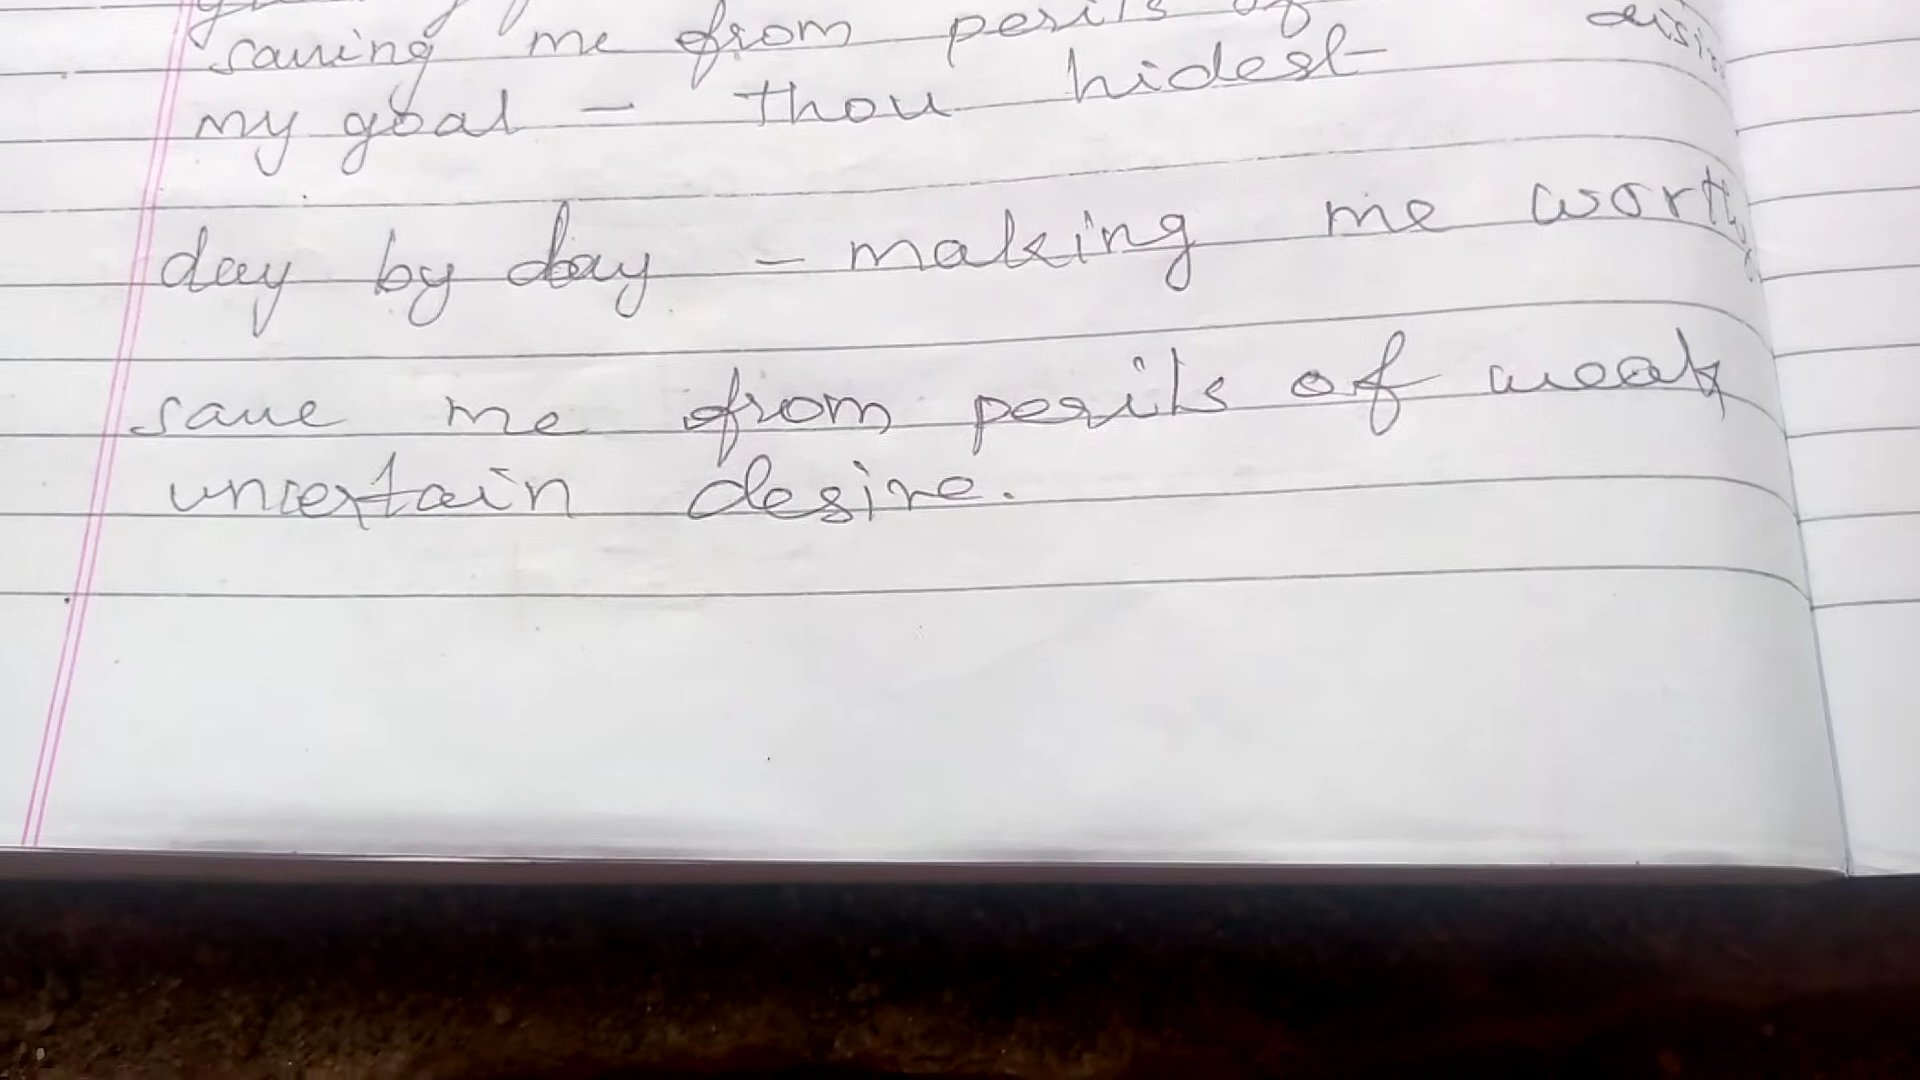 saving me from perils of
my goal - thou hidest
day by day - making me worthy
save me from perils of weak
uncertain desire.